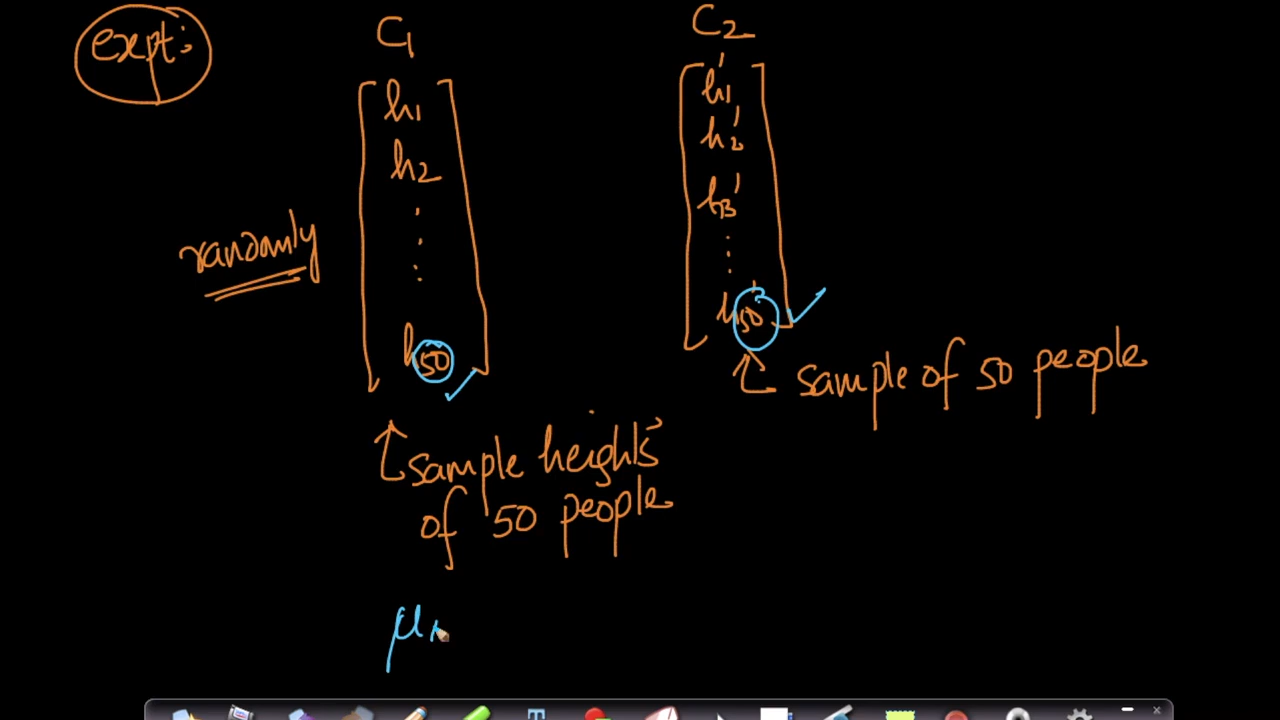 expt:
C1
h1
h2
h50
randomly
sample heights
of 50 people
C2
h1'
h2'
h3'
h50'
sample of 50 people
μ1